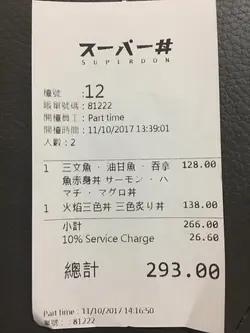 スーパー丼
SUPERDON
檯號 :12
賬單號碼 : 81222
開檯員工 : Part time
開檯時間 : 11/10/2017 13:39:01
人數 : 2
1 三文魚 · 油甘魚 · 吞拿 128.00
魚赤身丼 サーモン · ハ
マチ · マグロ丼
1 火焰三色丼 三色炙り丼 138.00
小計 266.00
10% Service Charge 26.60
總計 293.00
Part time : 11/10/2017 14:16:50
號 : 81222